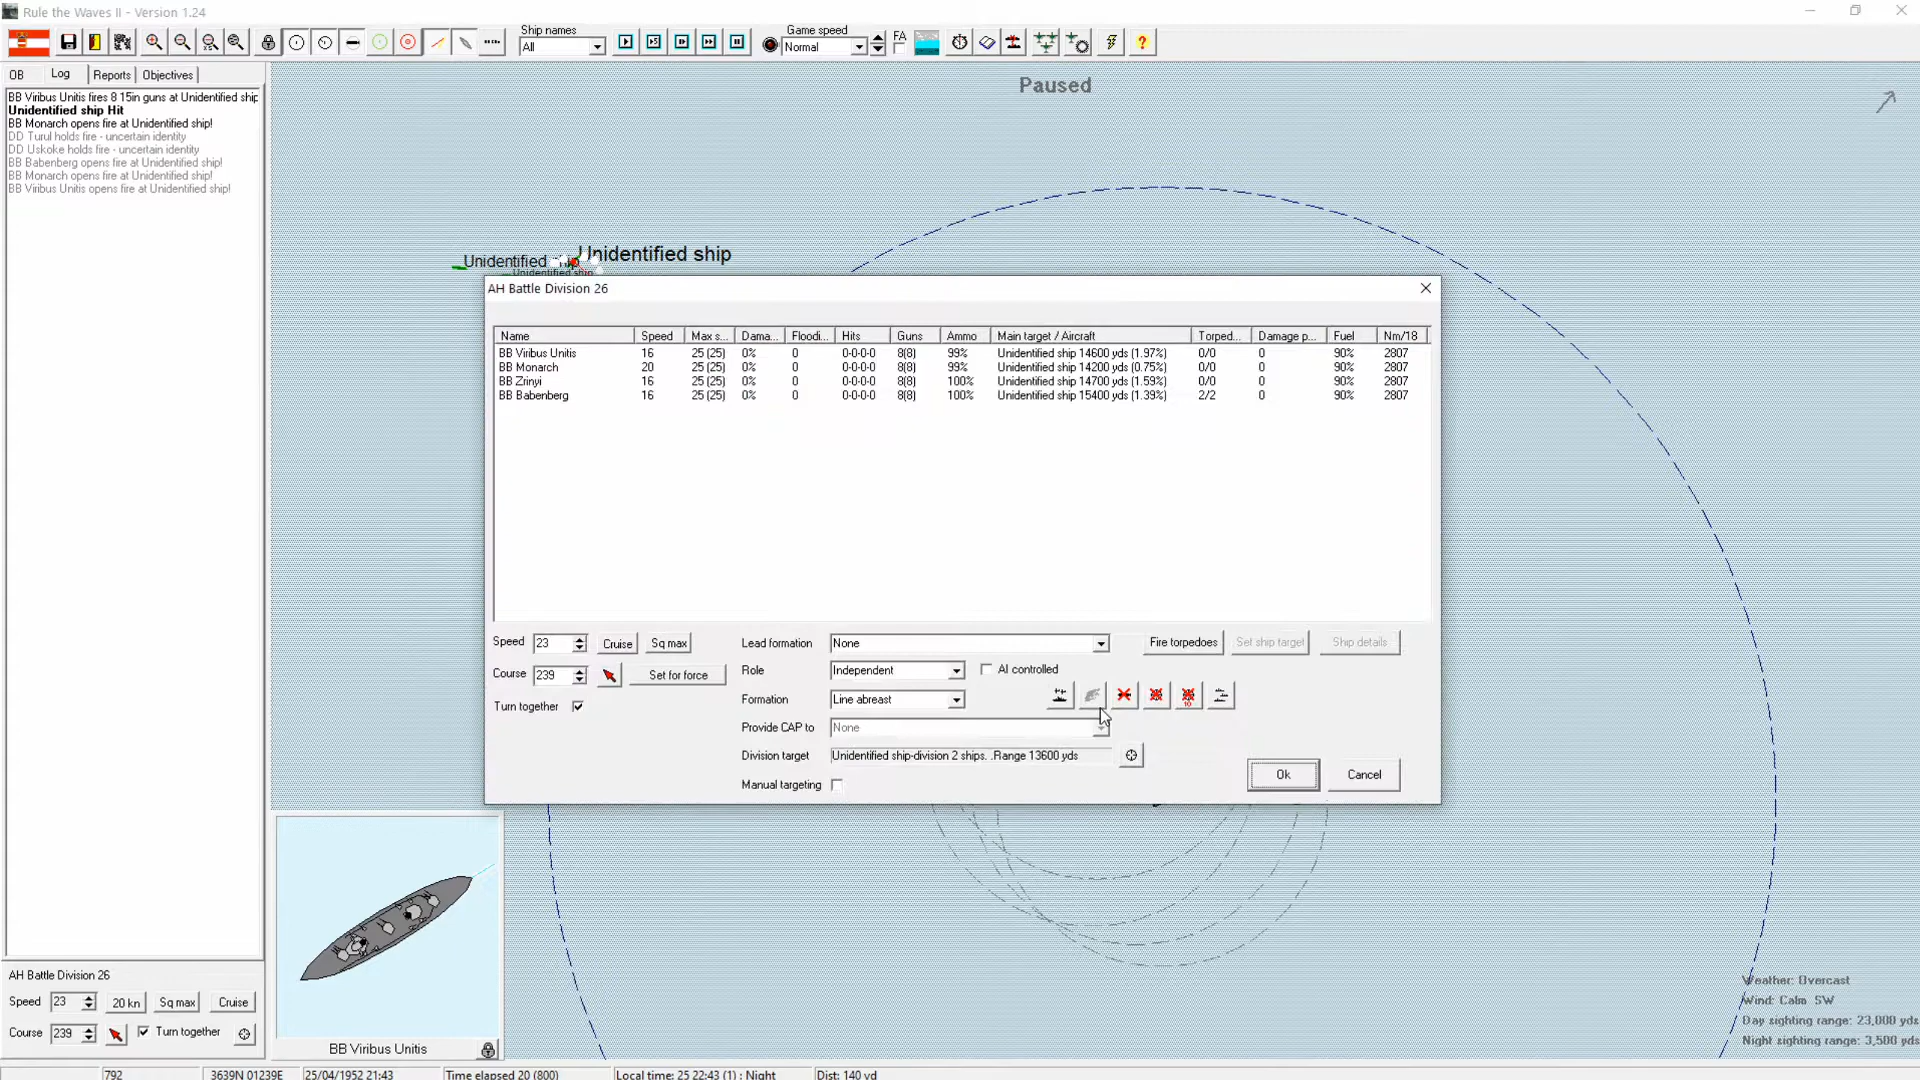 Rule the Waves II - Version 1.24
Ship names
All
Game speed
Normal
FA
OB
Log
Reports
Objectives
BB Viribus Unitis fires 8 15in guns at Unidentified ship
Unidentified ship Hit
BB Monarch opens fire at Unidentified ship!
DD Turul holds fire - uncertain identity
DD Uskoke holds fire - uncertain identity
BB Babenberg opens fire at Unidentified ship!
BB Monarch opens fire at Unidentified ship!
BB Viribus Unitis opens fire at Unidentified ship!
Paused
Unidentified ship
Unidentified
Unidentified ship
AH Battle Division 26
Name Speed Max s... Dama... Floodi... Hits Guns Ammo Main target / Aircraft Torped... Damage p... Fuel Nm/18
BB Viribus Unitis 16 25 (25) 0% 0 0-0-0-0 8(8) 99% Unidentified ship 14600 yds (1.97%) 0/0 0 90% 2807
BB Monarch 20 25 (25) 0% 0 0-0-0-0 8(8) 99% Unidentified ship 14200 yds (0.75%) 0/0 0 90% 2807
BB Zrinyi 16 25 (25) 0% 0 0-0-0-0 8(8) 100% Unidentified ship 14700 yds (1.59%) 0/0 0 90% 2807
BB Babenberg 16 25 (25) 0% 0 0-0-0-0 8(8) 100% Unidentified ship 15400 yds (1.39%) 2/2 0 90% 2807
Speed 23 Cruise Sq max
Course 239 Set for force
Turn together
Lead formation None
Role Independent AI controlled
Formation Line abreast
Provide CAP to None
Division target Unidentified ship-division 2 ships. .Range 13600 yds
Manual targeting
Fire torpedoes Set ship target Ship details
10
Ok Cancel
AH Battle Division 26
Speed 23 20 kn Sq max Cruise
Course 239 Turn together
BB Viribus Unitis
Weather: Overcast
Wind: Calm SW
Day sighting range: 23,000 yds
Night sighting range: 3,500 yds
792 3639N 01239E 25/04/1952 21:43 Time elapsed 20 (800) Local time: 25 22:43 (1) : Night Dist: 140 yd